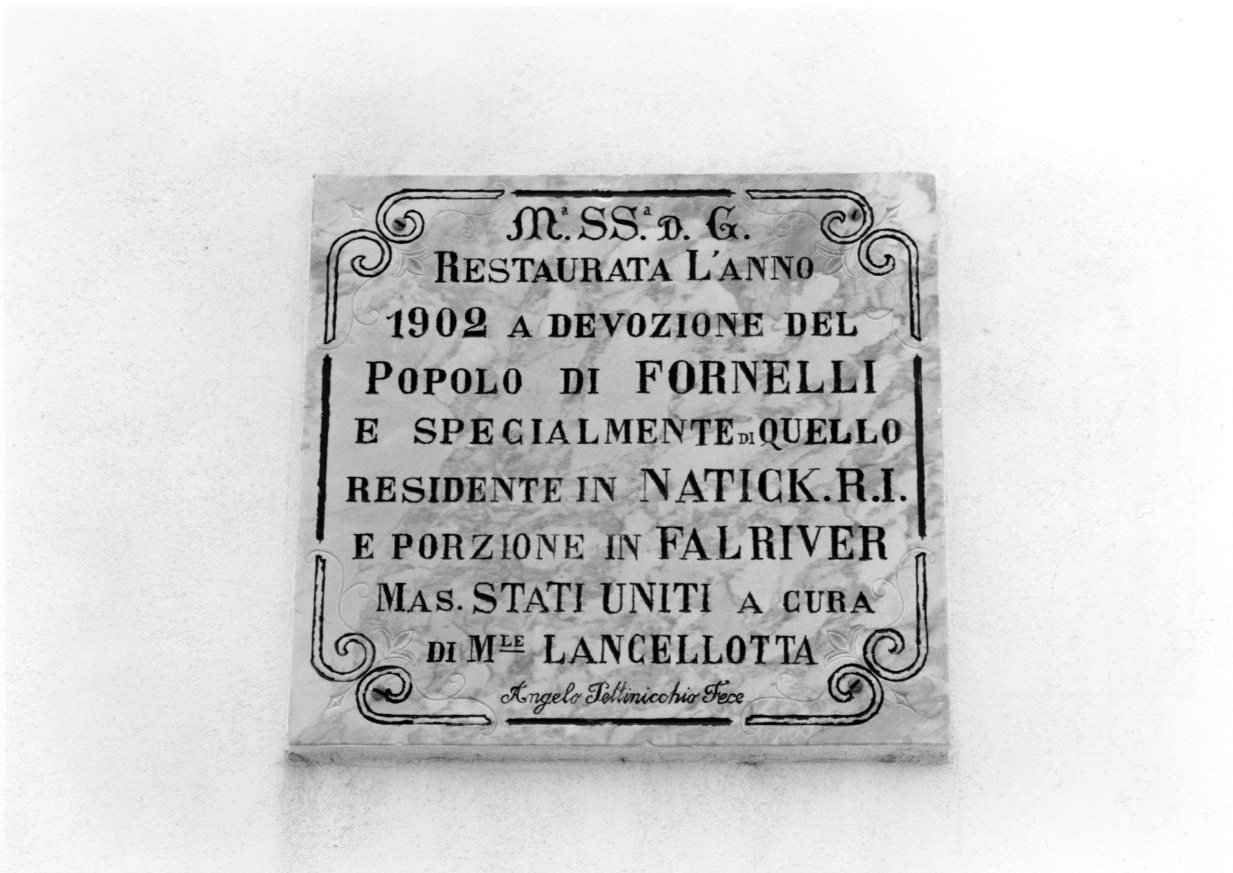 Mª. SSª. D. G.
RESTAURATA L'ANNO
1902 A DEVOZIONE DEL
POPOLO DI FORNELLI
E SPECIALMENTE DI QUELLO
RESIDENTE IN NATICK. R.I.
E PORZIONE IN FALRIVER
MAS. STATI UNITI A CURA
DI MLE LANCELLOTTA
Angelo Pettinicchio Fece